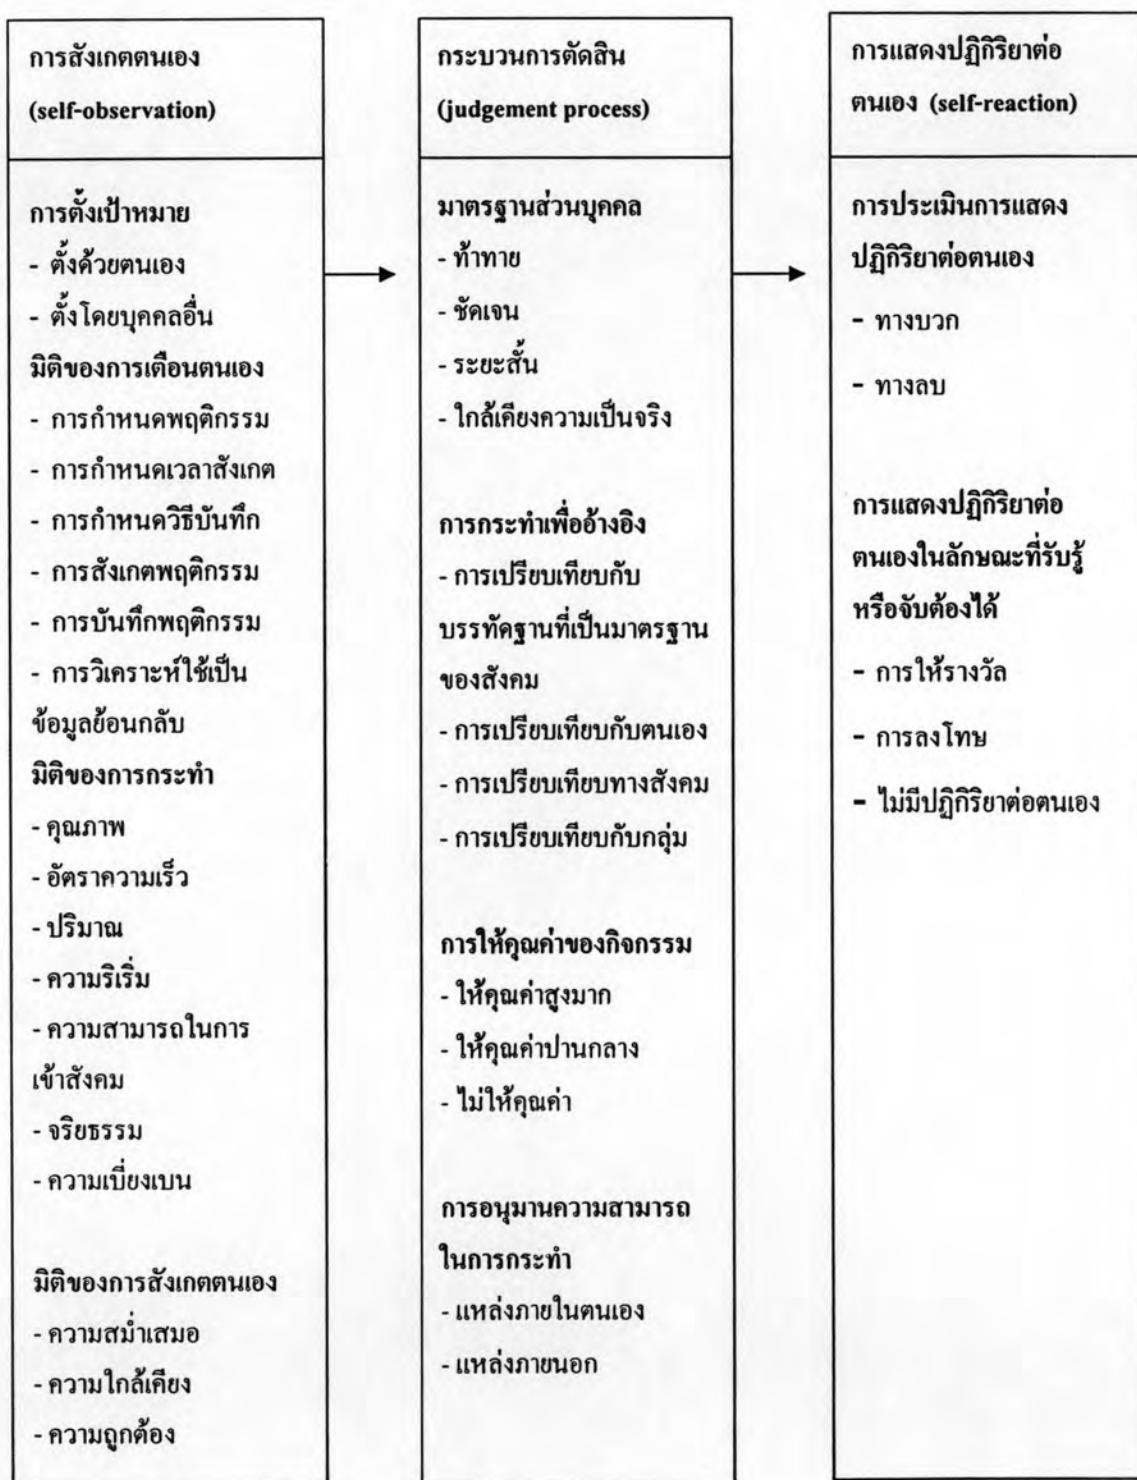 การสังเกตตนเอง
(self-observation)
การตั้งเป้าหมาย
- ตั้งด้วยตนเอง
- ตั้งโดยบุคคลอื่น
มิติของการเตือนตนเอง
- การกำหนดพฤติกรรม
- การกำหนดเวลาสังเกต
- การกำหนดวิธีบันทึก
- การสังเกตพฤติกรรม
- การบันทึกพฤติกรรม
- การวิเคราะห์ใช้เป็น
ข้อมูลย้อนกลับ
มิติของการกระทำ
- คุณภาพ
- อัตราความเร็ว
- ปริมาณ
- ความริเริ่ม
- ความสามารถในการ
เข้าสังคม
- จริยธรรม
- ความเบี่ยงเบน
มิติของการสังเกตตนเอง
- ความสม่ำเสมอ
- ความใกล้เคียง
- ความถูกต้อง
กระบวนการตัดสิน
(judgement process)
มาตรฐานส่วนบุคคล
- ท้าทาย
- ชัดเจน
- ระยะสั้น
- ใกล้เคียงความเป็นจริง
การกระทำเพื่ออ้างอิง
- การเปรียบเทียบกับ
บรรทัดฐานที่เป็นมาตรฐาน
ของสังคม
- การเปรียบเทียบกับตนเอง
- การเปรียบเทียบทางสังคม
- การเปรียบเทียบกับกลุ่ม
การให้คุณค่าของกิจกรรม
- ให้คุณค่าสูงมาก
- ให้คุณค่าปานกลาง
- ไม่ให้คุณค่า
การอนุมานความสามารถ
ในการกระทำ
- แหล่งภายในตนเอง
- แหล่งภายนอก
การแสดงปฏิกิริยาต่อ
ตนเอง (self-reaction)
การประเมินการแสดง
ปฏิกิริยาต่อตนเอง
- ทางบวก
- ทางลบ
การแสดงปฏิกิริยาต่อ
ตนเองในลักษณะที่รับรู้
หรือจับต้องได้
- การให้รางวัล
- การลงโทษ
- ไม่มีปฏิกิริยาต่อตนเอง